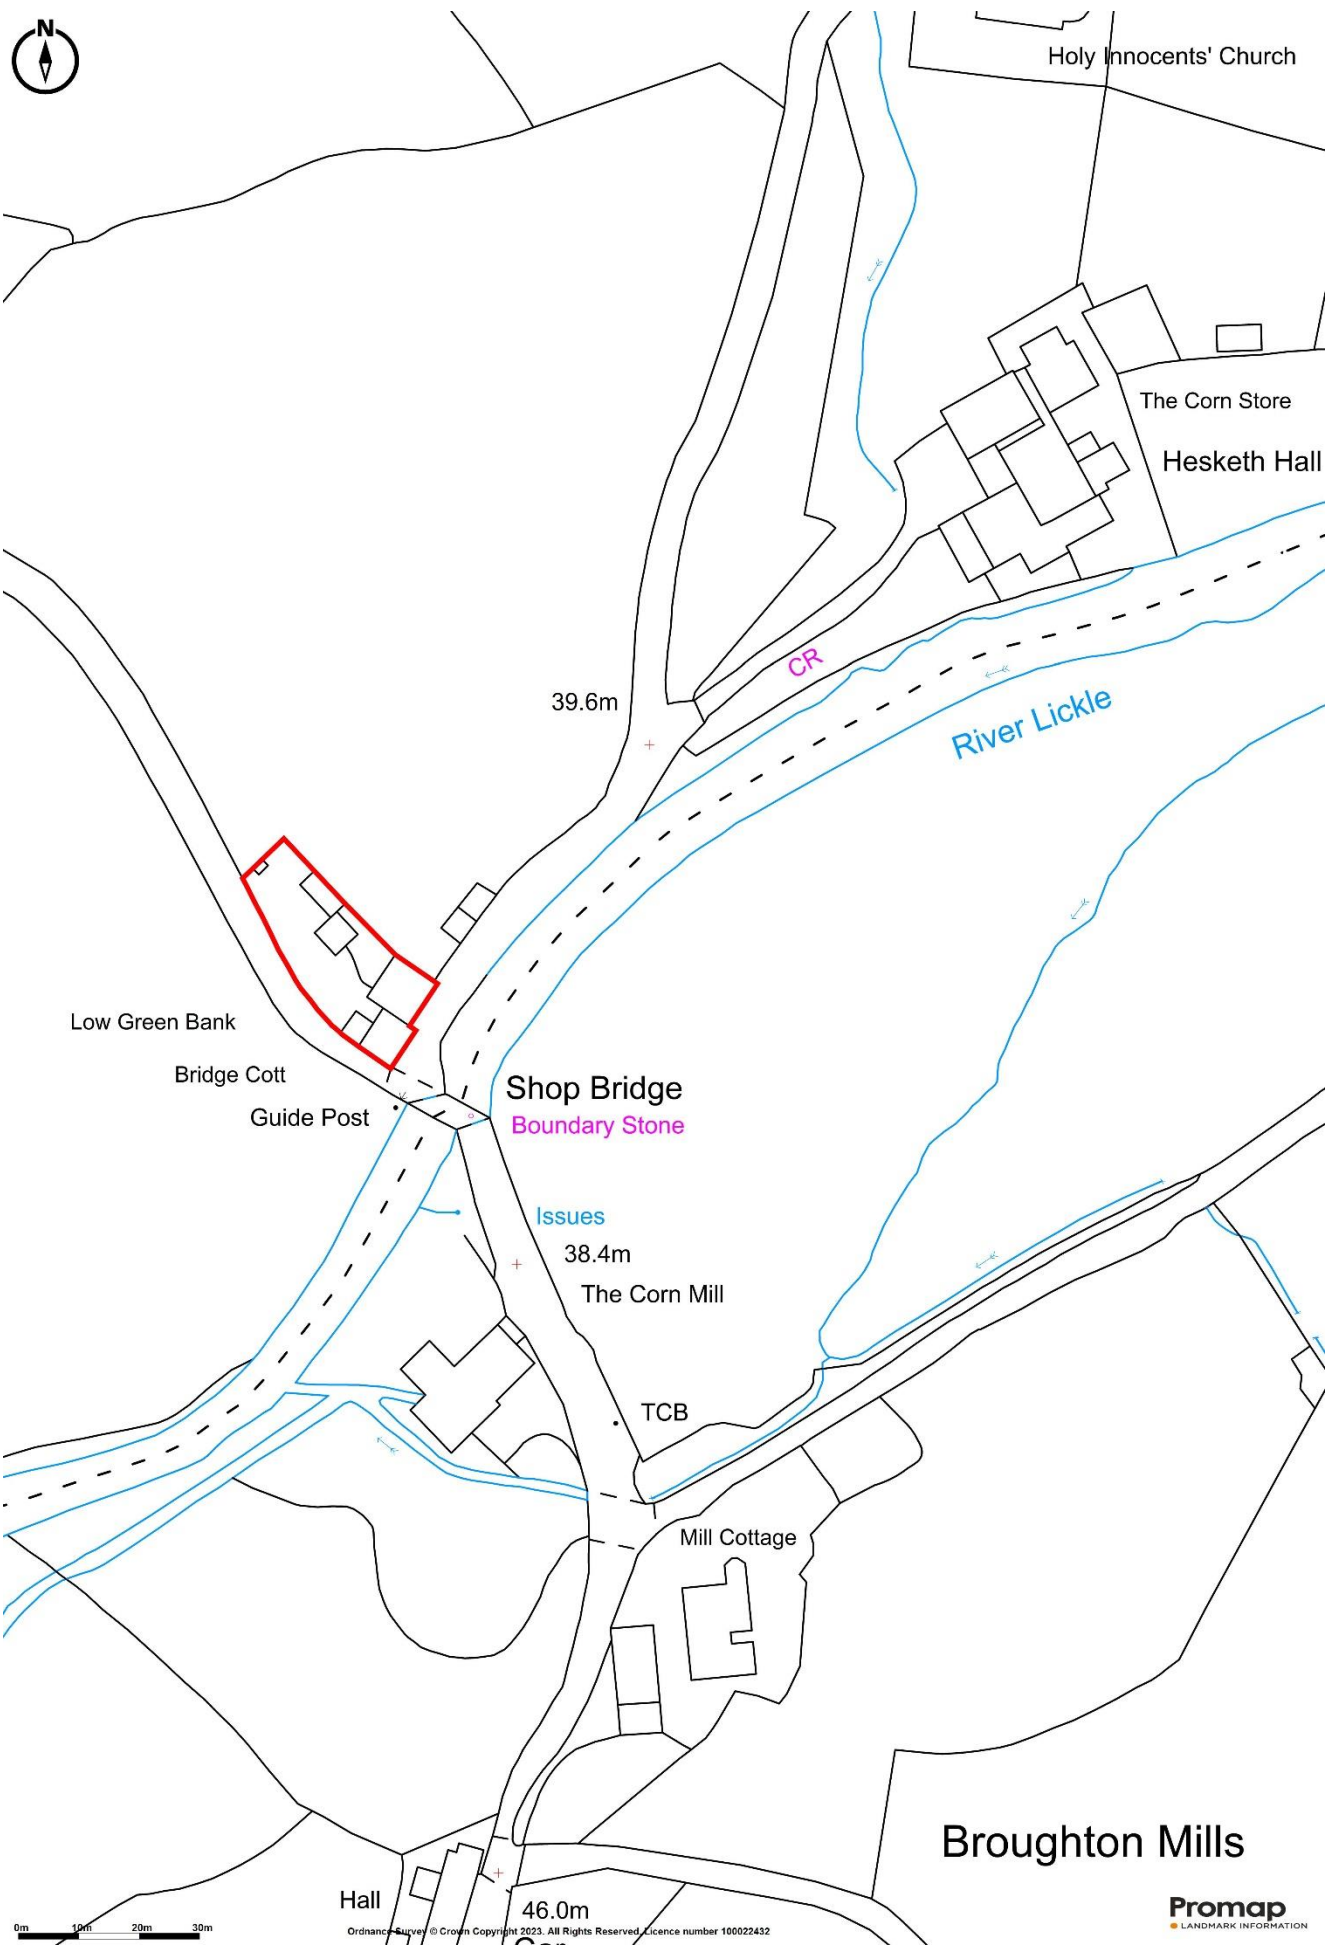 N
Holy Innocents' Church
The Corn Store
Hesketh Hall
CR
39.6m
River Lickle
Low Green Bank
Bridge Cott
Shop Bridge
Guide Post
Boundary Stone
Issues
38.4m
The Corn Mill
TCB
Mill Cottage
Broughton Mills
Hall
46.0m
Promap
LANDMARK INFORMATION
0m 10m 20m 30m
Ordnance Survey © Crown Copyright 2023. All Rights Reserved. Licence number 100022432